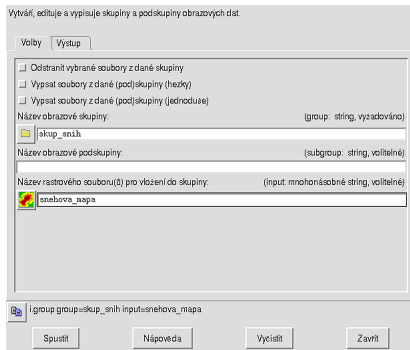 Vytváří, edituje a vypisuje skupiny a podskupiny obrazových dat.
Volby Výstup
Odstranit vybrané soubory z dané skupiny
Vypsat soubory z dané (pod)skupiny (hezky)
Vypsat soubory z dané (pod)skupiny (jednoduše)
Název obrazové skupiny: (group: string, vyžadováno)
skup_snih
Název obrazové podskupiny: (subgroup: string, volitelné)
Název rastrového souboru(ů) pro vložení do skupiny: (input: mnohonásobné string, volitelné)
snehova_mapa
i.group group=skup_snih input=snehova_mapa
Spustit Nápověda Vyčistit Zavřít